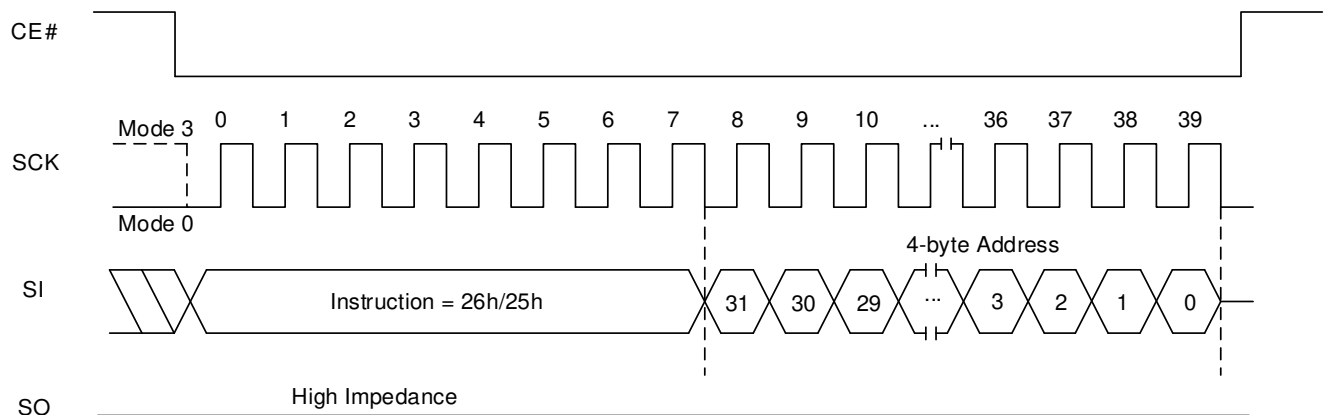 CE#
0 1 2 3 4 5 6 7 8 9 10 ... 36 37 38 39
Mode 3
SCK
Mode 0
4-byte Address
SI
Instruction = 26h/25h
31 30 29 ... 3 2 1 0
High Impedance
SO